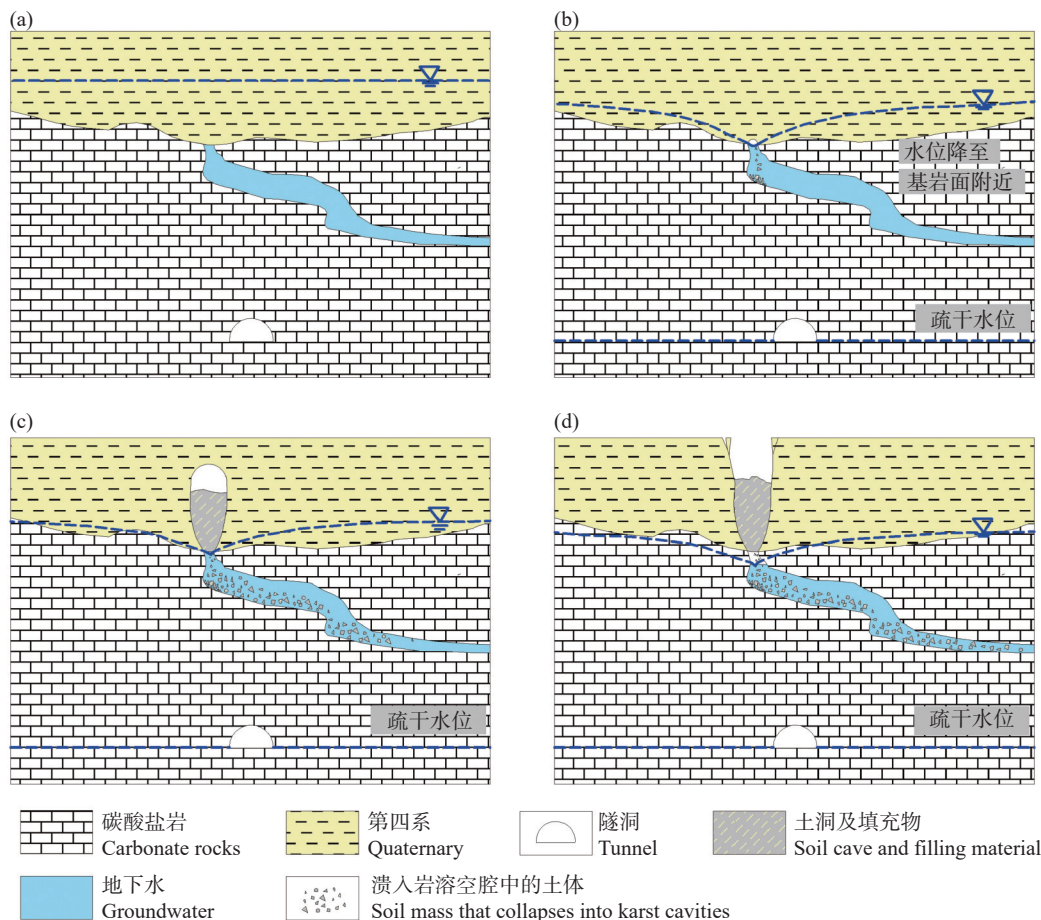 (a)
(b)
水位降至
基岩面附近
疏干水位
(c)
(d)
疏干水位
疏干水位
碳酸盐岩
Carbonate rocks
第四系
Quaternary
隧洞
Tunnel
土洞及填充物
Soil cave and filling material
地下水
Groundwater
溃入岩溶空腔中的土体
Soil mass that collapses into karst cavities